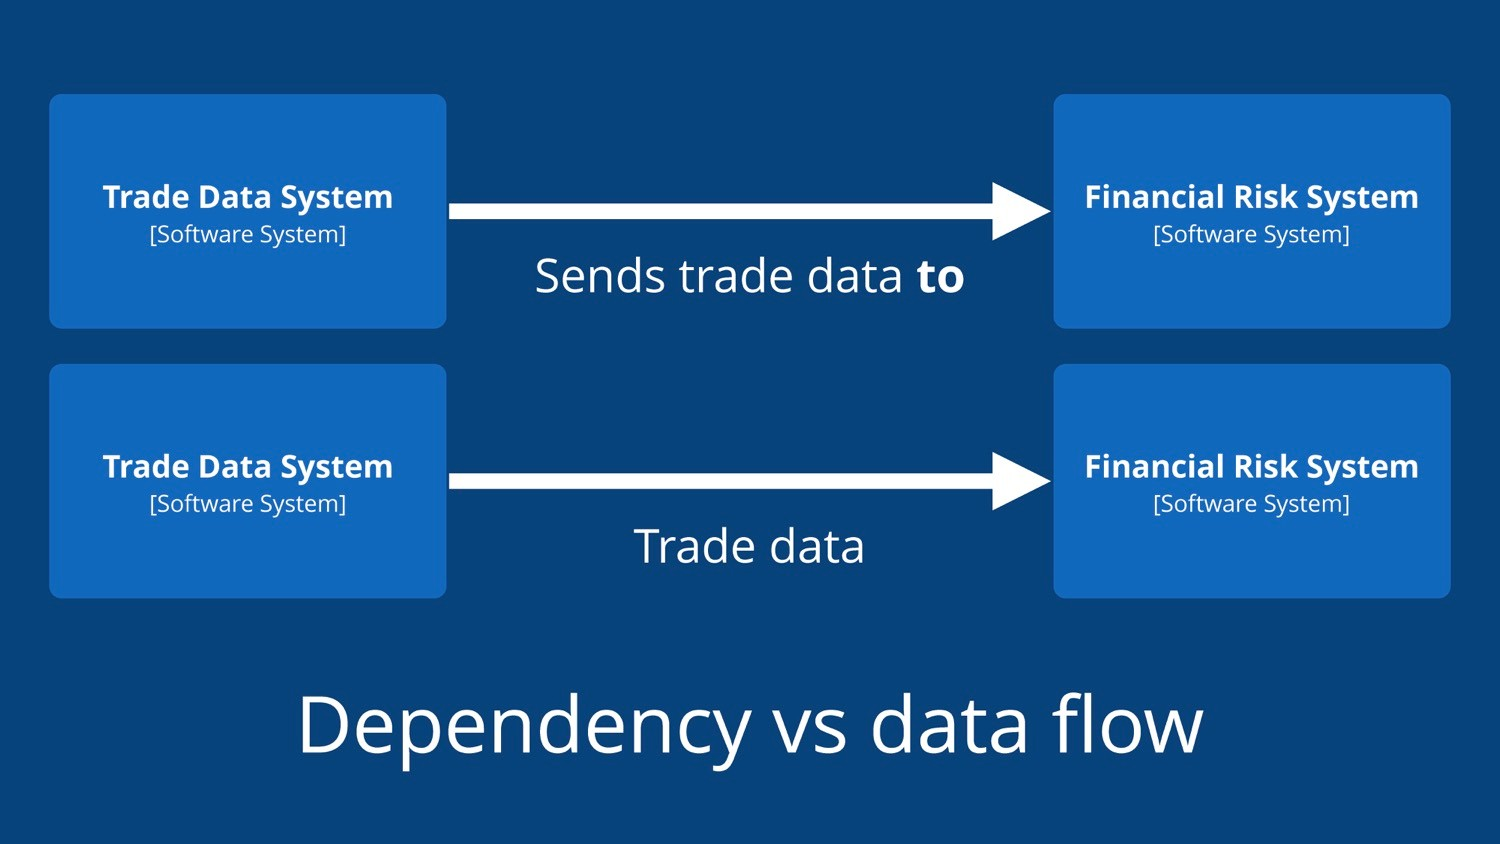 Trade Data System
[Software System]
Sends trade data to
Financial Risk System
[Software System]
Trade Data System
[Software System]
Trade data
Financial Risk System
[Software System]
Dependency vs data flow